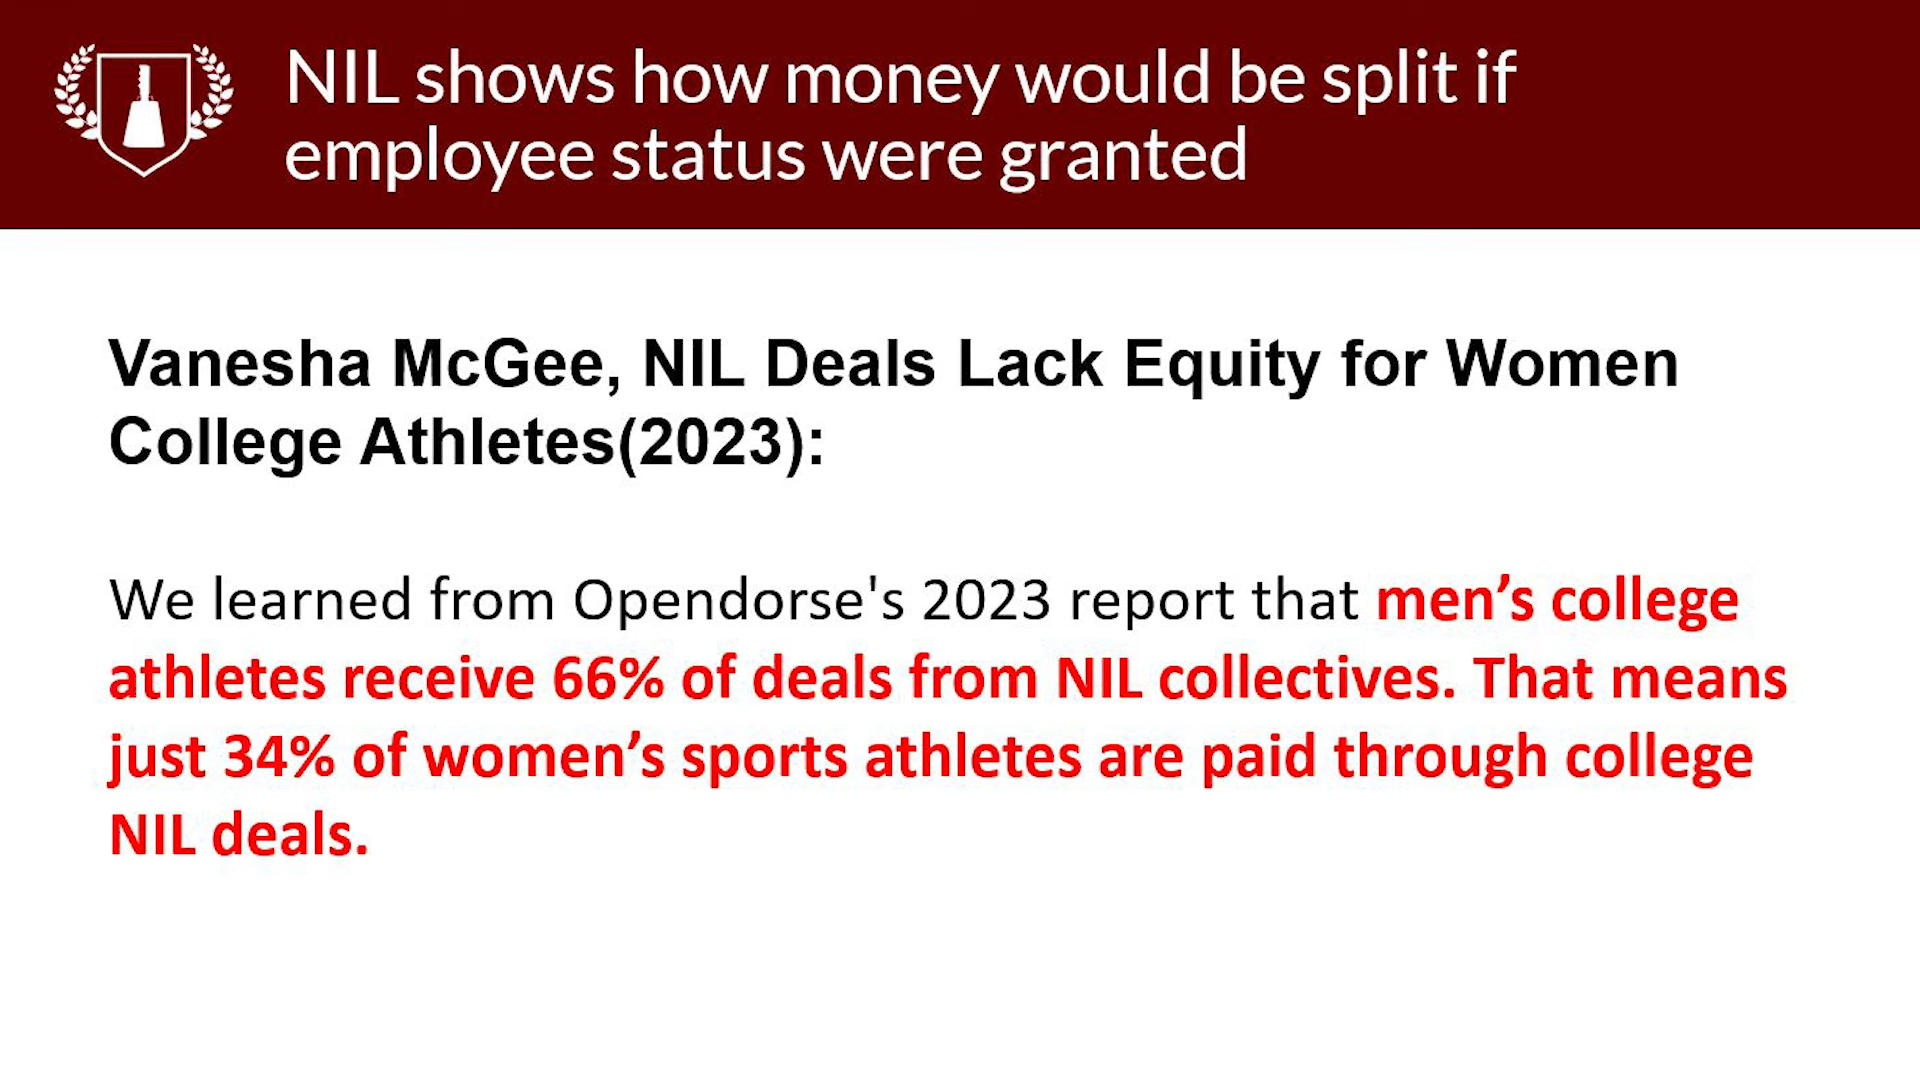 NIL shows how money would be split if
employee status were granted
Vanesha McGee, NIL Deals Lack Equity for Women
College Athletes(2023):
We learned from Opendorse's 2023 report that men’s college
athletes receive 66% of deals from NIL collectives. That means
just 34% of women’s sports athletes are paid through college
NIL deals.